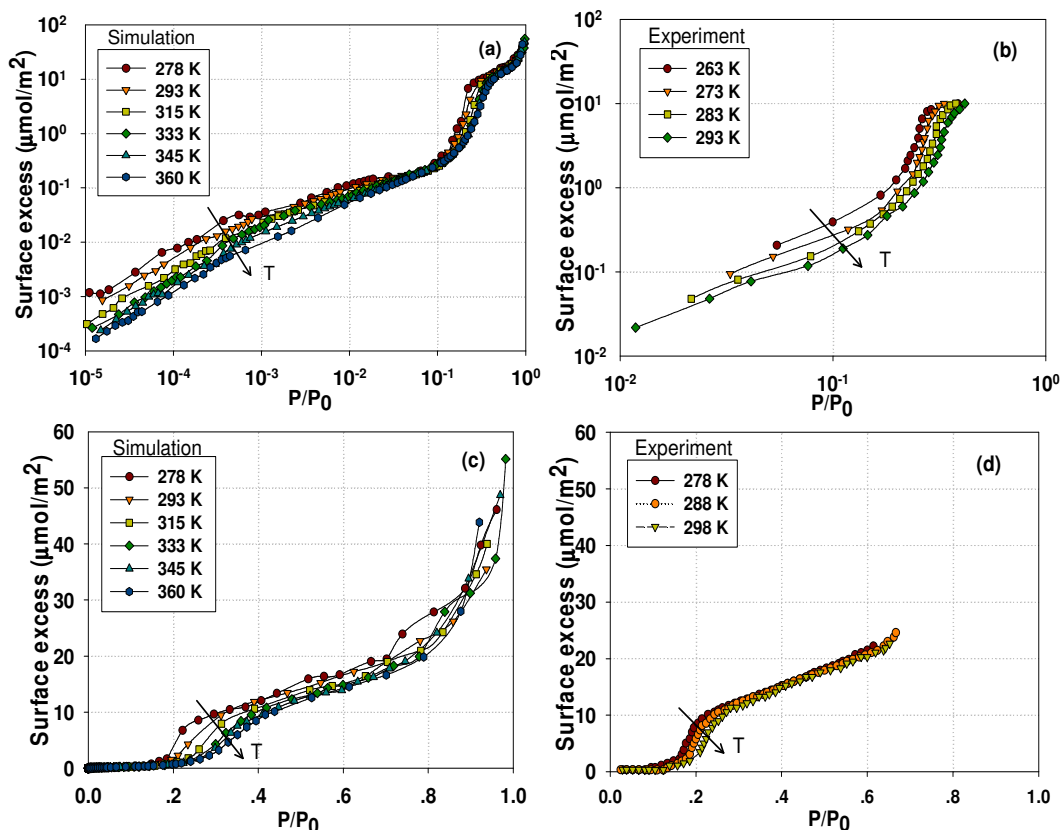 Simulation
(a)
278 K
293 K
315 K
333 K
345 K
360 K
T
Surface excess (μmol/m²)
10²
10¹
10⁰
10⁻¹
10⁻²
10⁻³
10⁻⁴
10⁻⁵ 10⁻⁴ 10⁻³ 10⁻² 10⁻¹ 10⁰
P/P₀
Experiment
(b)
263 K
273 K
283 K
293 K
T
Surface excess (μmol/m²)
10²
10¹
10⁰
10⁻¹
10⁻²
10⁻² 10⁻¹ 10⁰
P/P₀
Simulation
(c)
278 K
293 K
315 K
333 K
345 K
360 K
T
Surface excess (μmol/m²)
60
50
40
30
20
10
0
0.0 .2 .4 .6 .8 1.0
P/P₀
Experiment
(d)
278 K
288 K
298 K
T
Surface excess (μmol/m²)
60
50
40
30
20
10
0
0.0 .2 .4 .6 .8 1.0
P/P₀